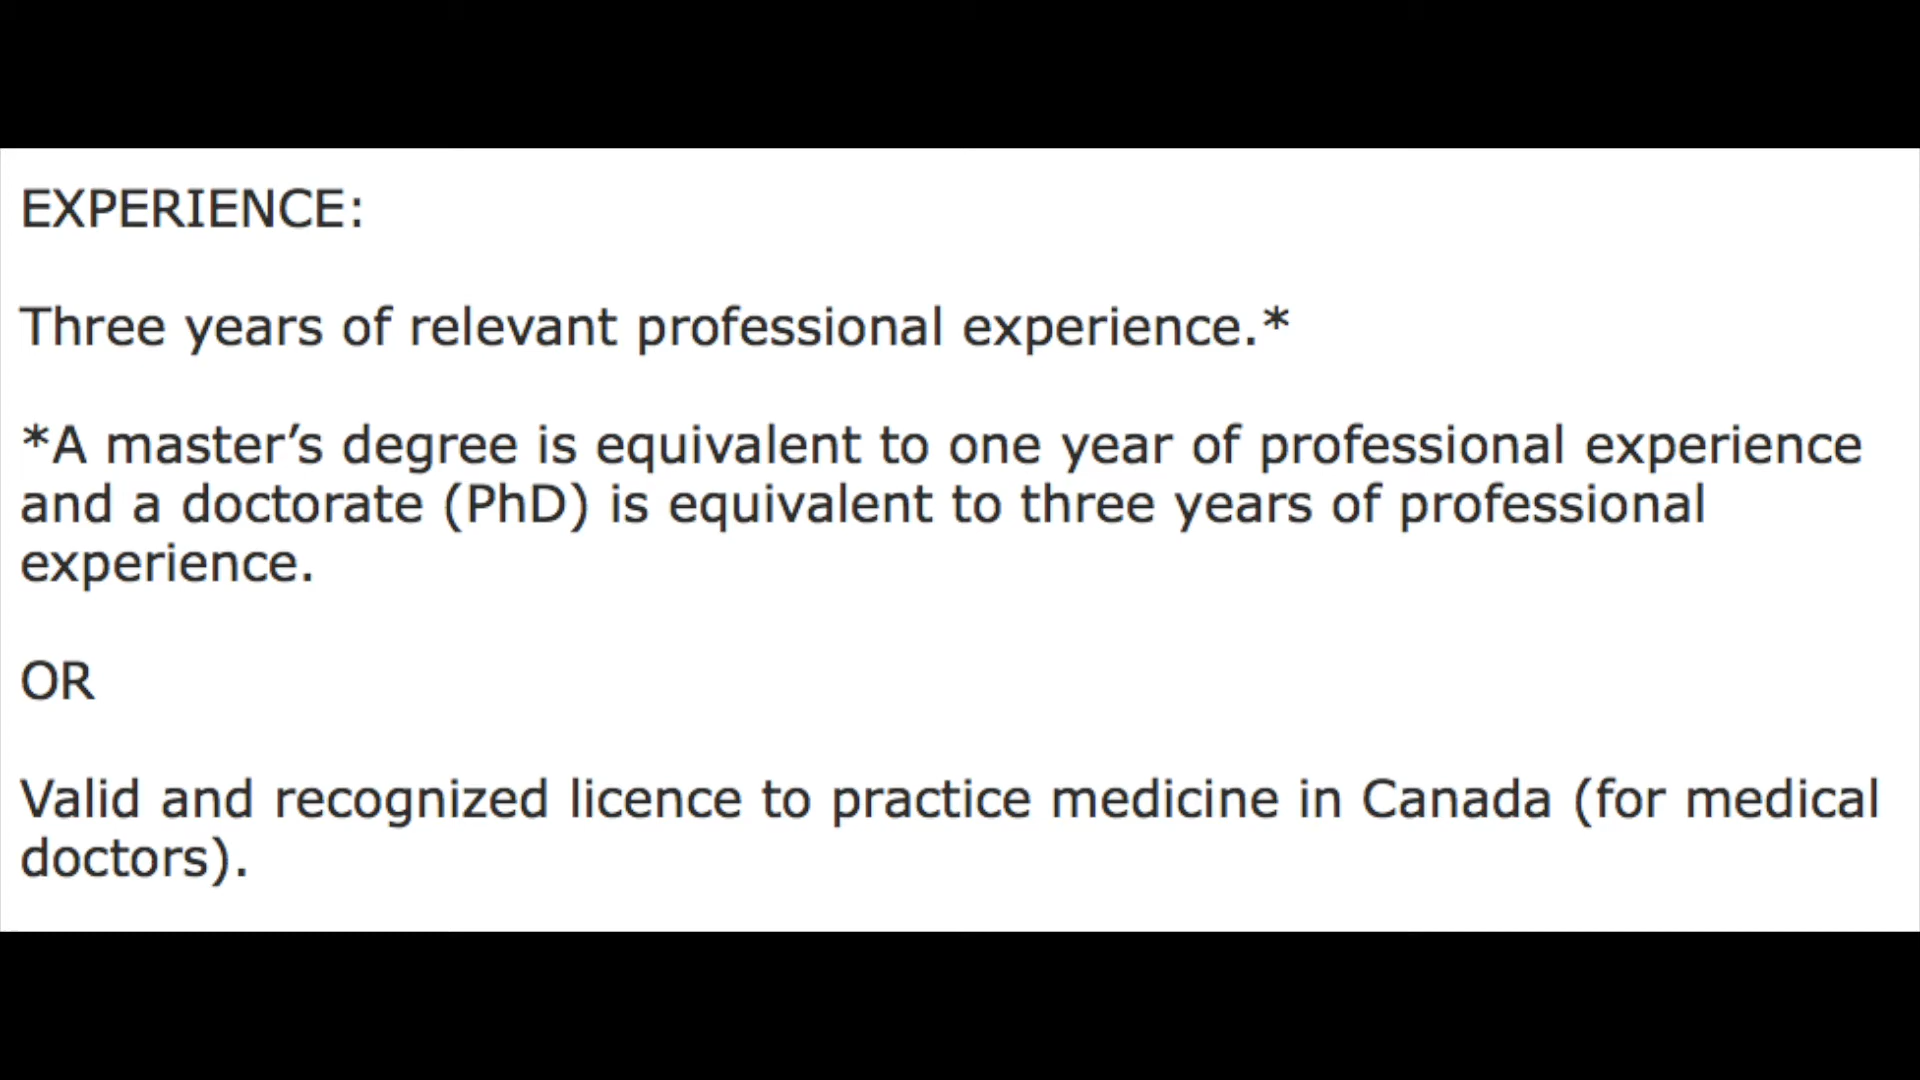 EXPERIENCE:
Three years of relevant professional experience.*
*A master’s degree is equivalent to one year of professional experience
and a doctorate (PhD) is equivalent to three years of professional
experience.
OR
Valid and recognized licence to practice medicine in Canada (for medical
doctors).